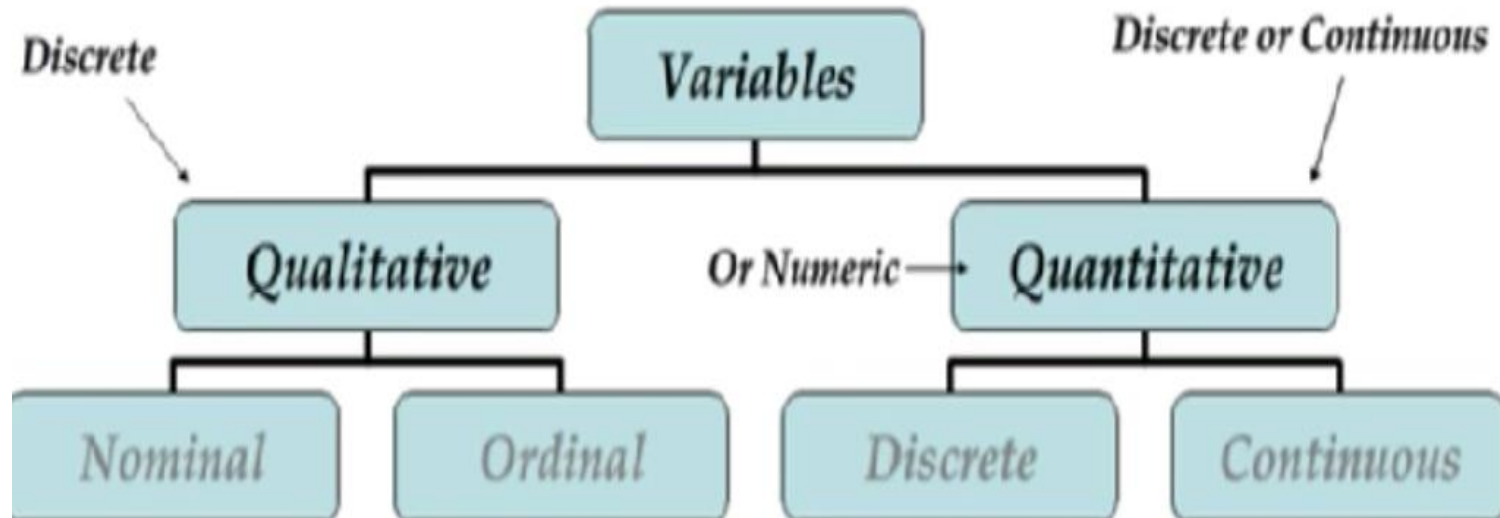 Discrete
Variables
Discrete or Continuous
Qualitative
Or Numeric
Quantitative
Nominal
Ordinal
Discrete
Continuous